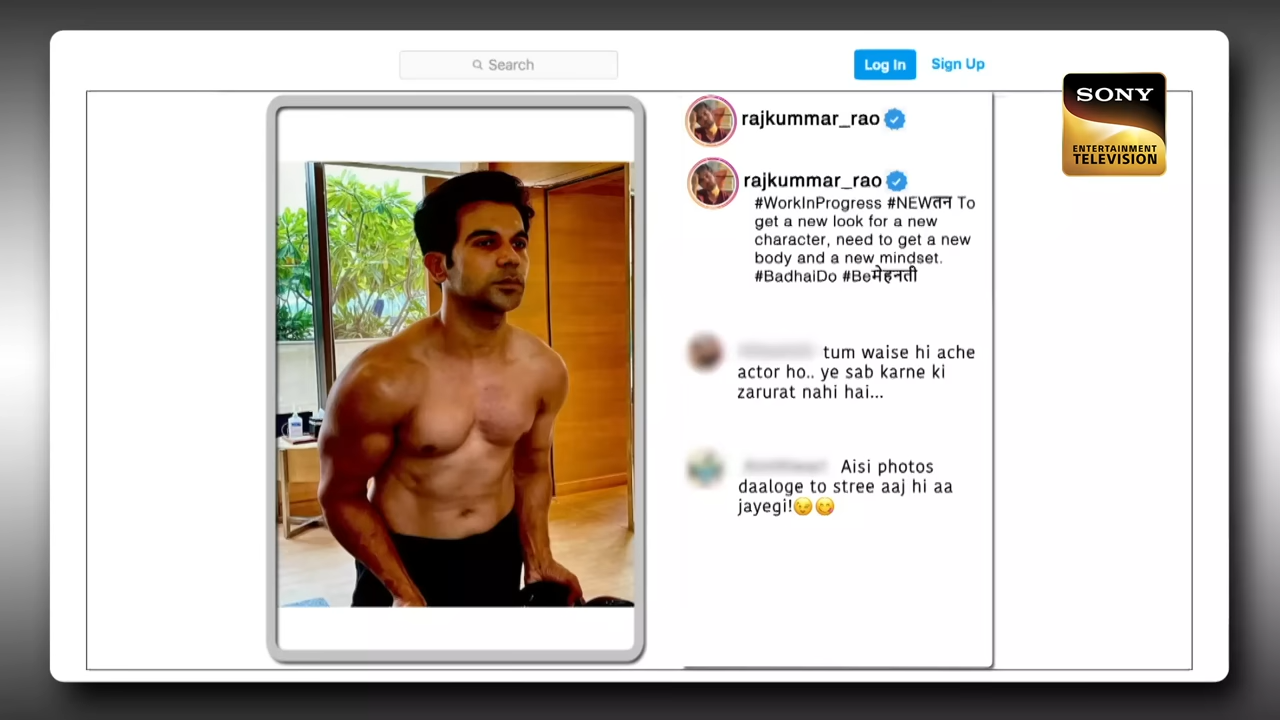 Search
Log In
Sign Up
SONY
ENTERTAINMENT
TELEVISION
rajkummar_rao
rajkummar_rao
#WorkInProgress #NEWतन To
get a new look for a new
character, need to get a new
body and a new mindset.
#BadhaiDo #Beमेहनती
tum waise hi ache
actor ho.. ye sab karne ki
zarurat nahi hai...
Aisi photos
daaloge to stree aaj hi aa
jayegi!😉😋